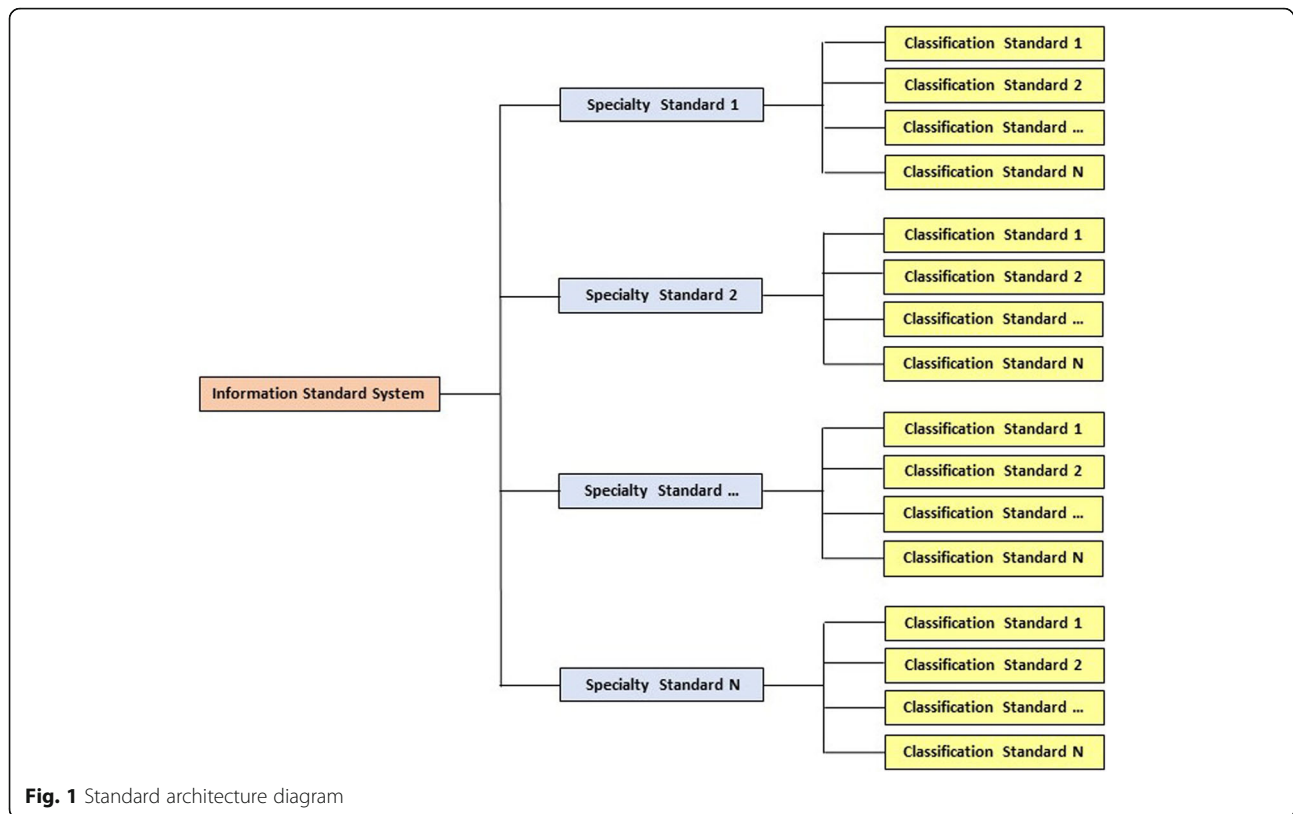 Classification Standard 1
Classification Standard 2
Specialty Standard 1
Classification Standard ...
Classification Standard N
Classification Standard 1
Classification Standard 2
Specialty Standard 2
Classification Standard ...
Classification Standard N
Information Standard System
Classification Standard 1
Classification Standard 2
Specialty Standard ...
Classification Standard ...
Classification Standard N
Classification Standard 1
Classification Standard 2
Specialty Standard N
Classification Standard ...
Classification Standard N
Fig. 1 Standard architecture diagram